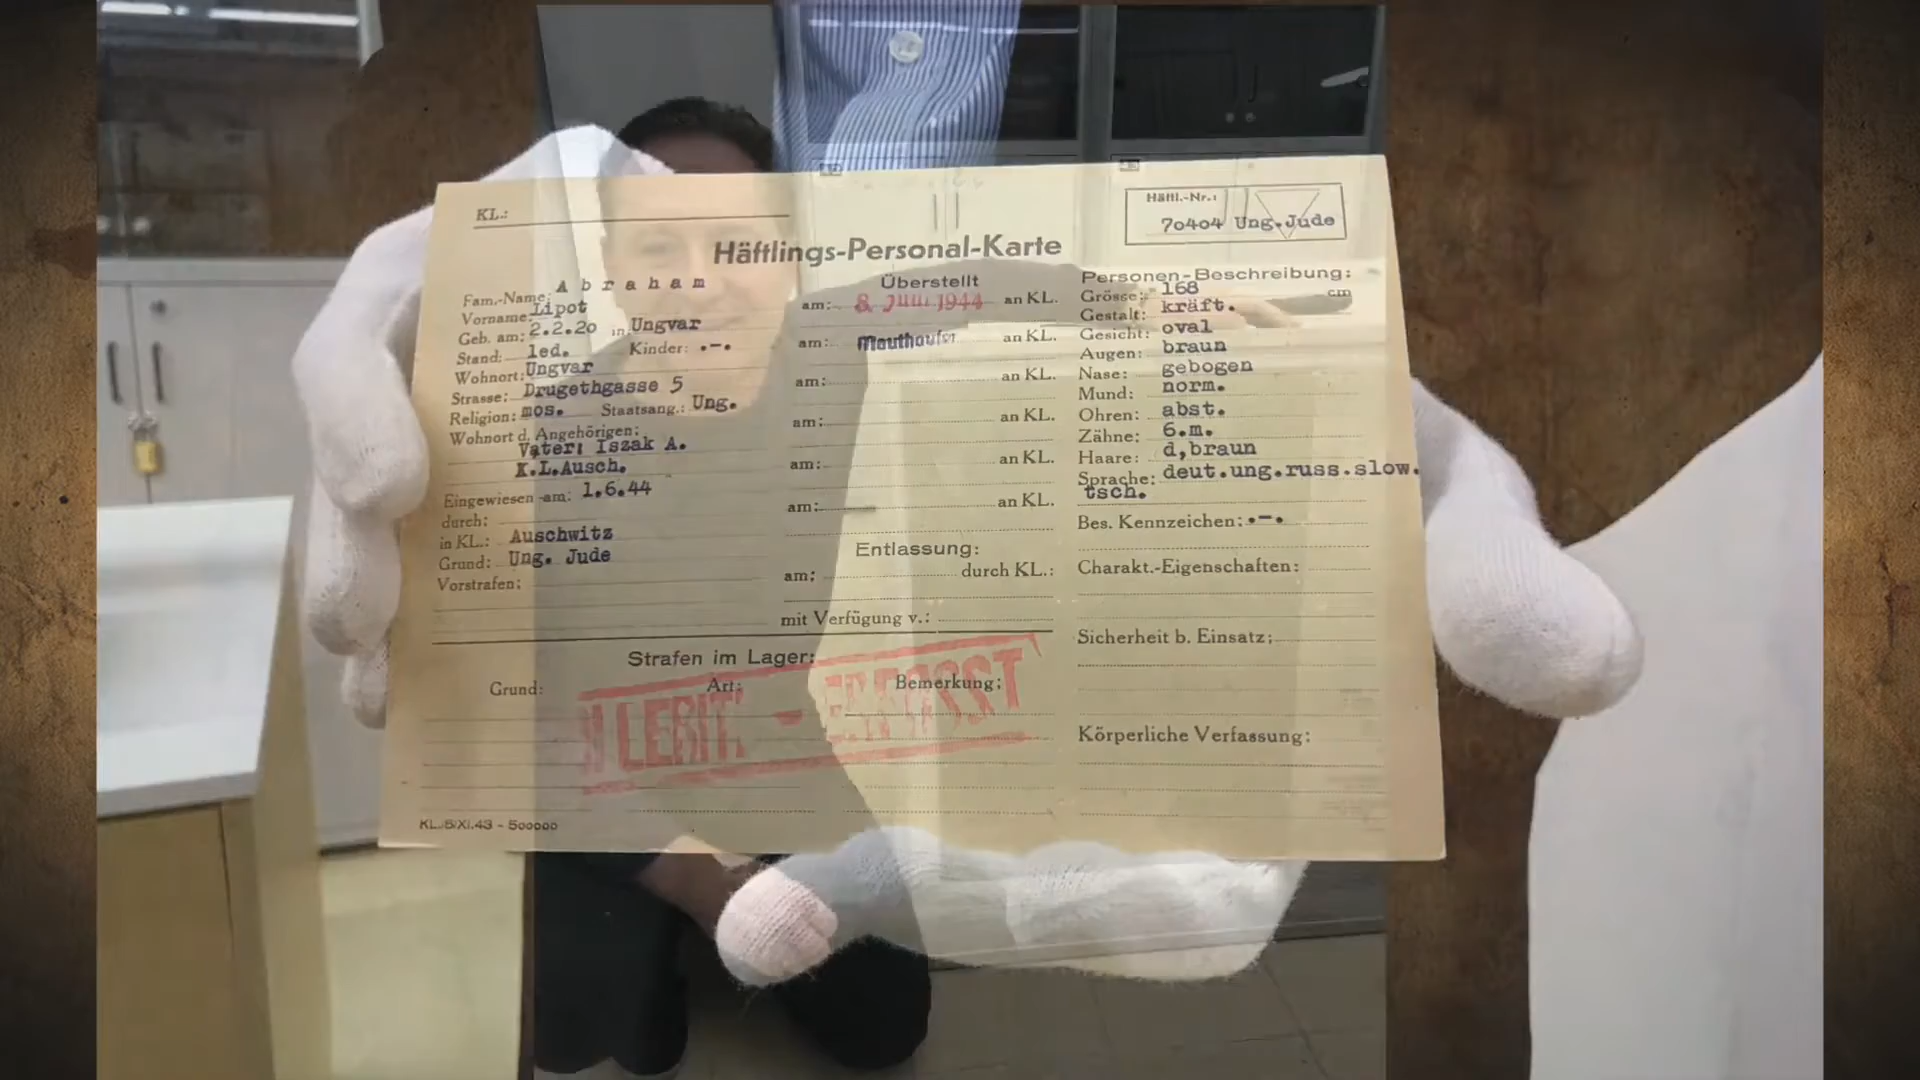 KL.:
Häftl.-Nr.:
70404 Ung.Jude
Häftlings-Personal-Karte
Fam.-Name: Abraham
Vorname: Lipot
Geb. am: 2.2.20 in Ungvar
Stand: led. Kinder: .-.
Wohnort: Ungvar
Strasse: Drugethgasse 5
Religion: mos. Staatsang.: Ung.
Wohnort d. Angehörigen:
Vater: Iszak A.
K.L.Ausch.
Eingewiesen am: 1.6.44
durch:
in KL.: Auschwitz
Grund: Ung. Jude
Vorstrafen:
Überstellt
am: 8. 1944 an KL.
am: an KL.
am: an KL.
am: an KL.
am: an KL.
am: an KL.
Entlassung:
am: durch KL.:
mit Verfügung v.:
Personen-Beschreibung:
Grösse: 168 cm
Gestalt: kräft.
Gesicht: oval
Augen: braun
Nase: gebogen
Mund: norm.
Ohren: abst.
Zähne: 6.m.
Haare: d,braun
Sprache: deut.ung.russ.slow.
tsch.
Bes. Kennzeichen: .-.
Charakt.-Eigenschaften:
Sicherheit b. Einsatz:
Körperliche Verfassung:
Strafen im Lager:
Grund: Art: Bemerkung:
KL./5/XI.43 - 500000